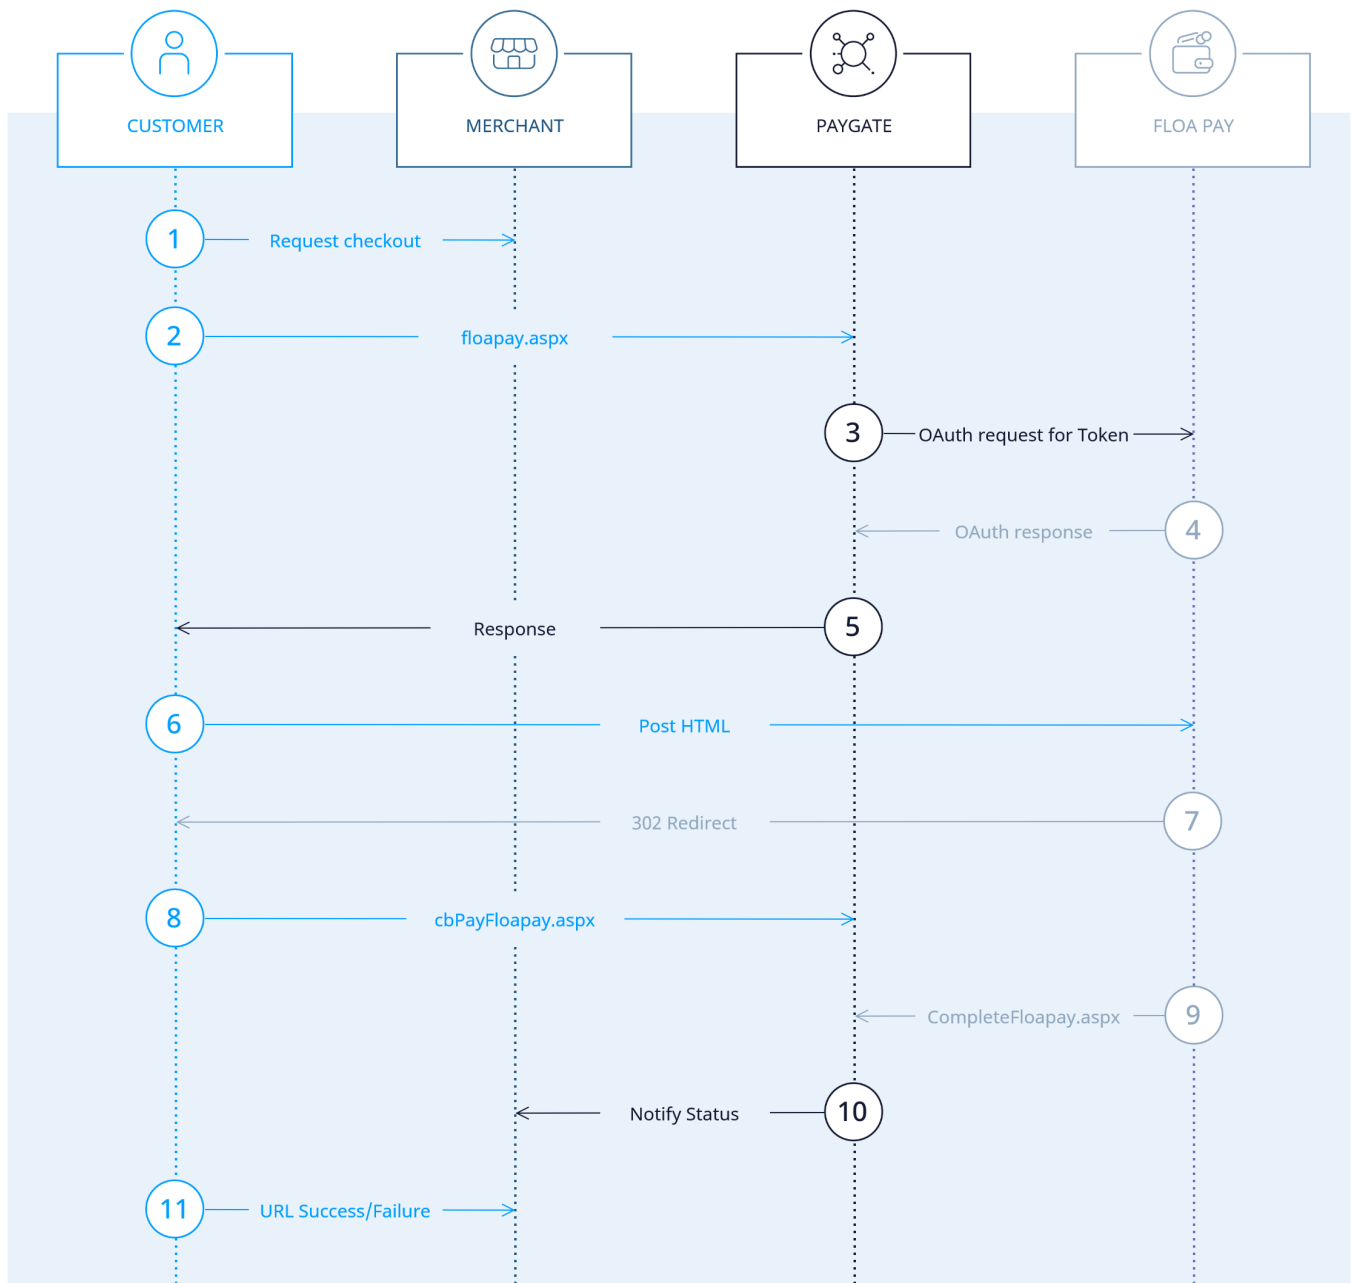 CUSTOMER
MERCHANT
PAYGATE
FLOA PAY
1
Request checkout
2
floapay.aspx
3
OAuth request for Token
OAuth response
4
Response
5
6
Post HTML
302 Redirect
7
8
cbPayFloapay.aspx
CompleteFloapay.aspx
9
Notify Status
10
11
URL Success/Failure